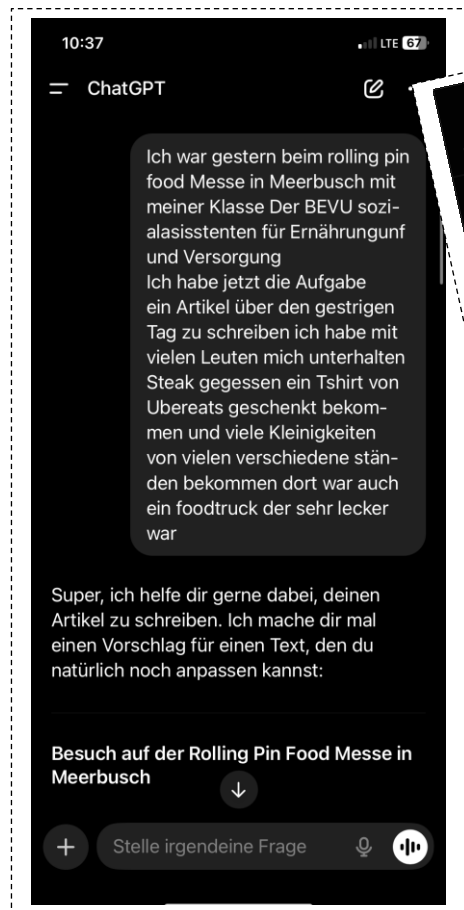 10:37
LTE 67
ChatGPT
Ich war gestern beim rolling pin
food Messe in Meerbusch mit
meiner Klasse Der BEVU sozi-
alasisstenten für Ernährungunf
und Versorgung
Ich habe jetzt die Aufgabe
ein Artikel über den gestrigen
Tag zu schreiben ich habe mit
vielen Leuten mich unterhalten
Steak gegessen ein Tshirt von
Ubereats geschenkt bekom-
men und viele Kleinigkeiten
von vielen verschiedene stän-
den bekommen dort war auch
ein foodtruck der sehr lecker
war
Super, ich helfe dir gerne dabei, deinen
Artikel zu schreiben. Ich mache dir mal
einen Vorschlag für einen Text, den du
natürlich noch anpassen kannst:
Besuch auf der Rolling Pin Food Messe in
Meerbusch
Stelle irgendeine Frage